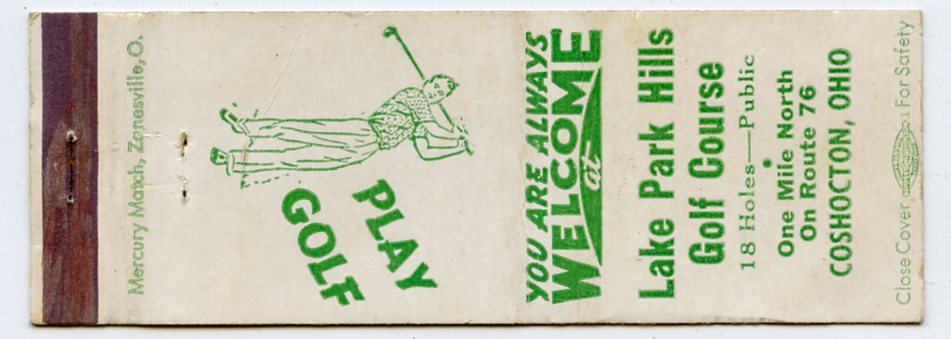 YOU ARE ALWAYS
WELCOME
at
Lake Park Hills
Golf Course
18 Holes—Public
One Mile North
On Route 76
COSHOCTON, OHIO
Close Cover For Safety
PLAY
GOLF
Mercury Match, Zanesville, O.